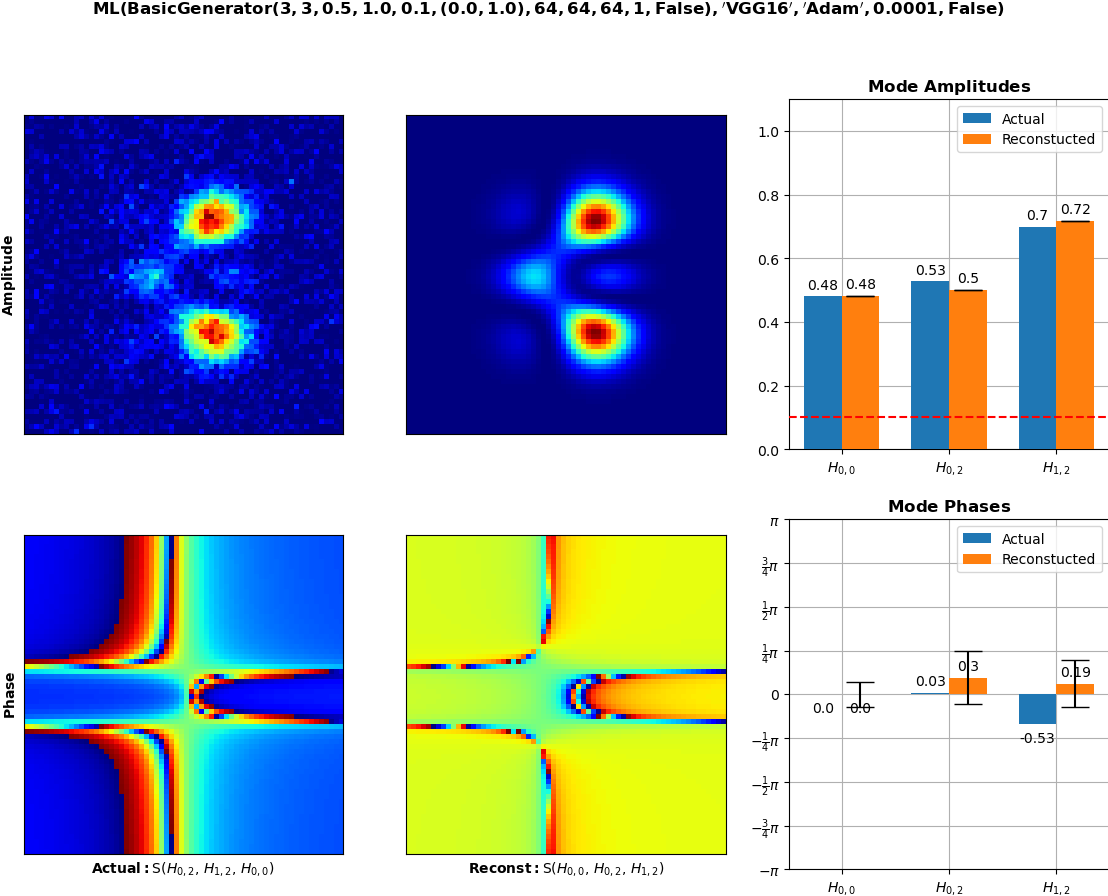 ML(BasicGenerator(3, 3, 0.5, 1.0, 0.1, (0.0, 1.0), 64, 64, 64, 1, False), ′VGG16′, ′Adam′, 0.0001, False)
Amplitude
Mode Amplitudes
Actual
Reconstucted
1.0
0.8
0.6
0.4
0.2
0.0
0.48
0.48
0.53
0.5
0.7
0.72
H0,0
H0,2
H1,2
Phase
Actual: S(H0,2, H1,2, H0,0)
Reconst: S(H0,0, H0,2, H1,2)
Mode Phases
Actual
Reconstucted
π
3/4π
1/2π
1/4π
0
−1/4π
−1/2π
−3/4π
−π
0.0
0.0
0.03
0.3
-0.53
0.19
H0,0
H0,2
H1,2